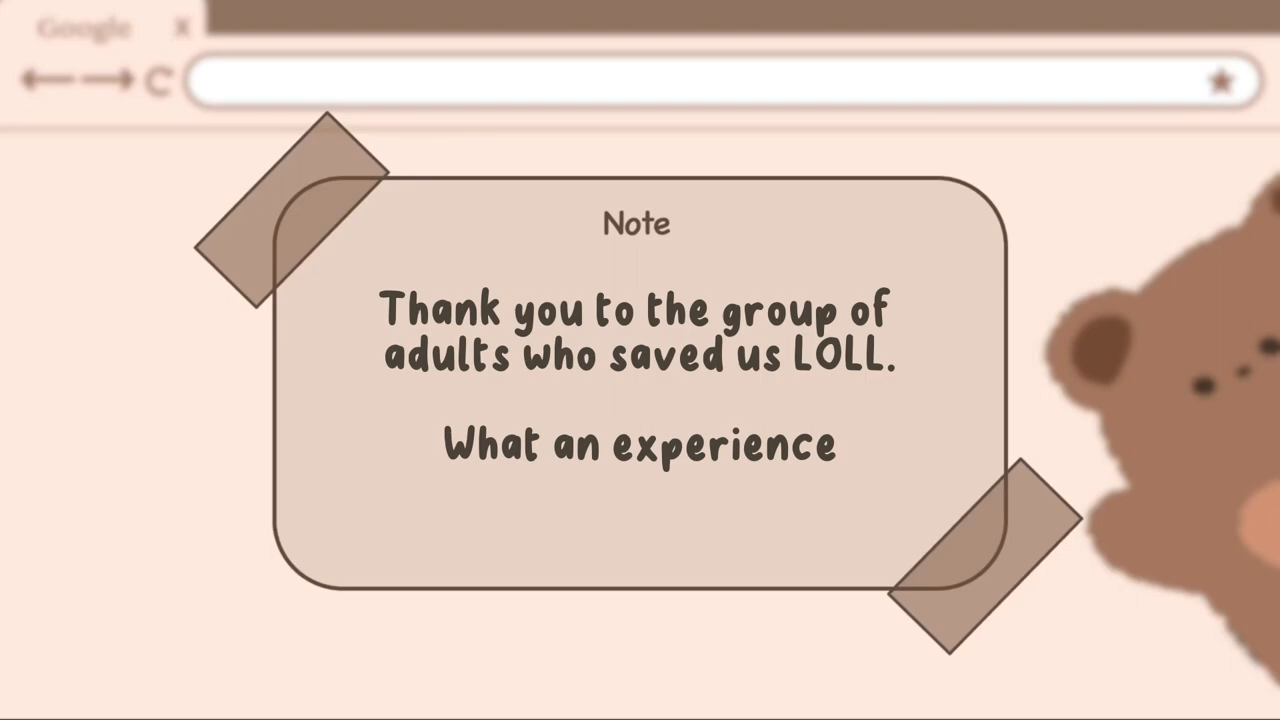 Google X
Note
Thank you to the group of
adults who saved us LOLL.
What an experience